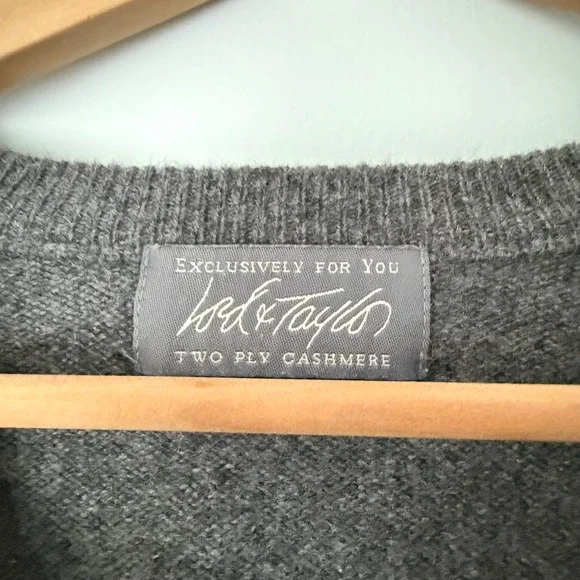 Exclusively for You
Lord & Taylor
Two Ply Cashmere